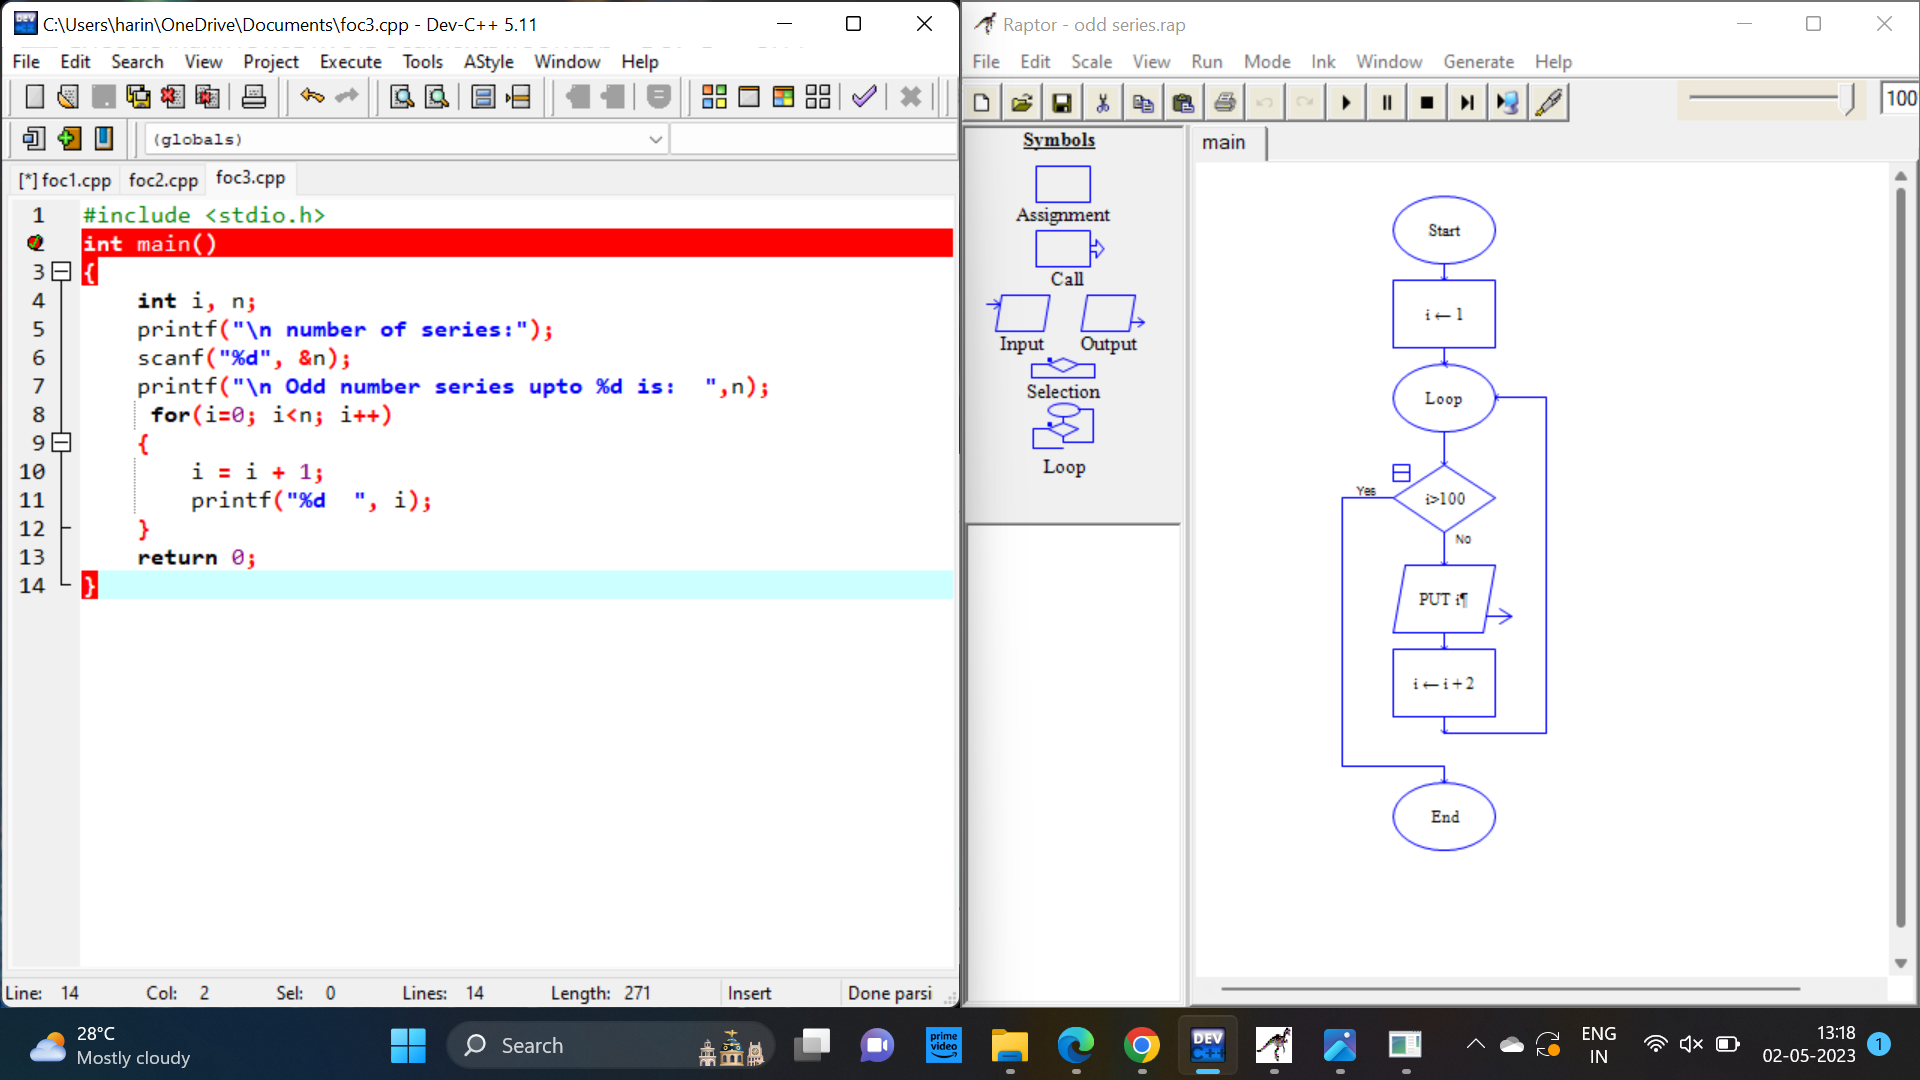 C:\Users\harin\OneDrive\Documents\foc3.cpp - Dev-C++ 5.11
File Edit Search View Project Execute Tools AStyle Window Help
(globals)
[*] foc1.cpp foc2.cpp foc3.cpp
1 #include <stdio.h>
int main()
3 {
4 int i, n;
5 printf("\n number of series:");
6 scanf("%d", &n);
7 printf("\n Odd number series upto %d is:  ",n);
8 for(i=0; i<n; i++)
9 {
10 i = i + 1;
11 printf("%d  ", i);
12 }
13 return 0;
14 }
Line: 14 Col: 2 Sel: 0 Lines: 14 Length: 271 Insert Done parsi
Raptor - odd series.rap
File Edit Scale View Run Mode Ink Window Generate Help
100
Symbols
Assignment
Call
Input Output
Selection
Loop
main
Start
i ← 1
Loop
Yes
i>100
No
PUT i¶
i ← i + 2
End
28°C
Mostly cloudy
Search
prime
video
DEV
C++
ENG
IN
13:18
02-05-2023
1